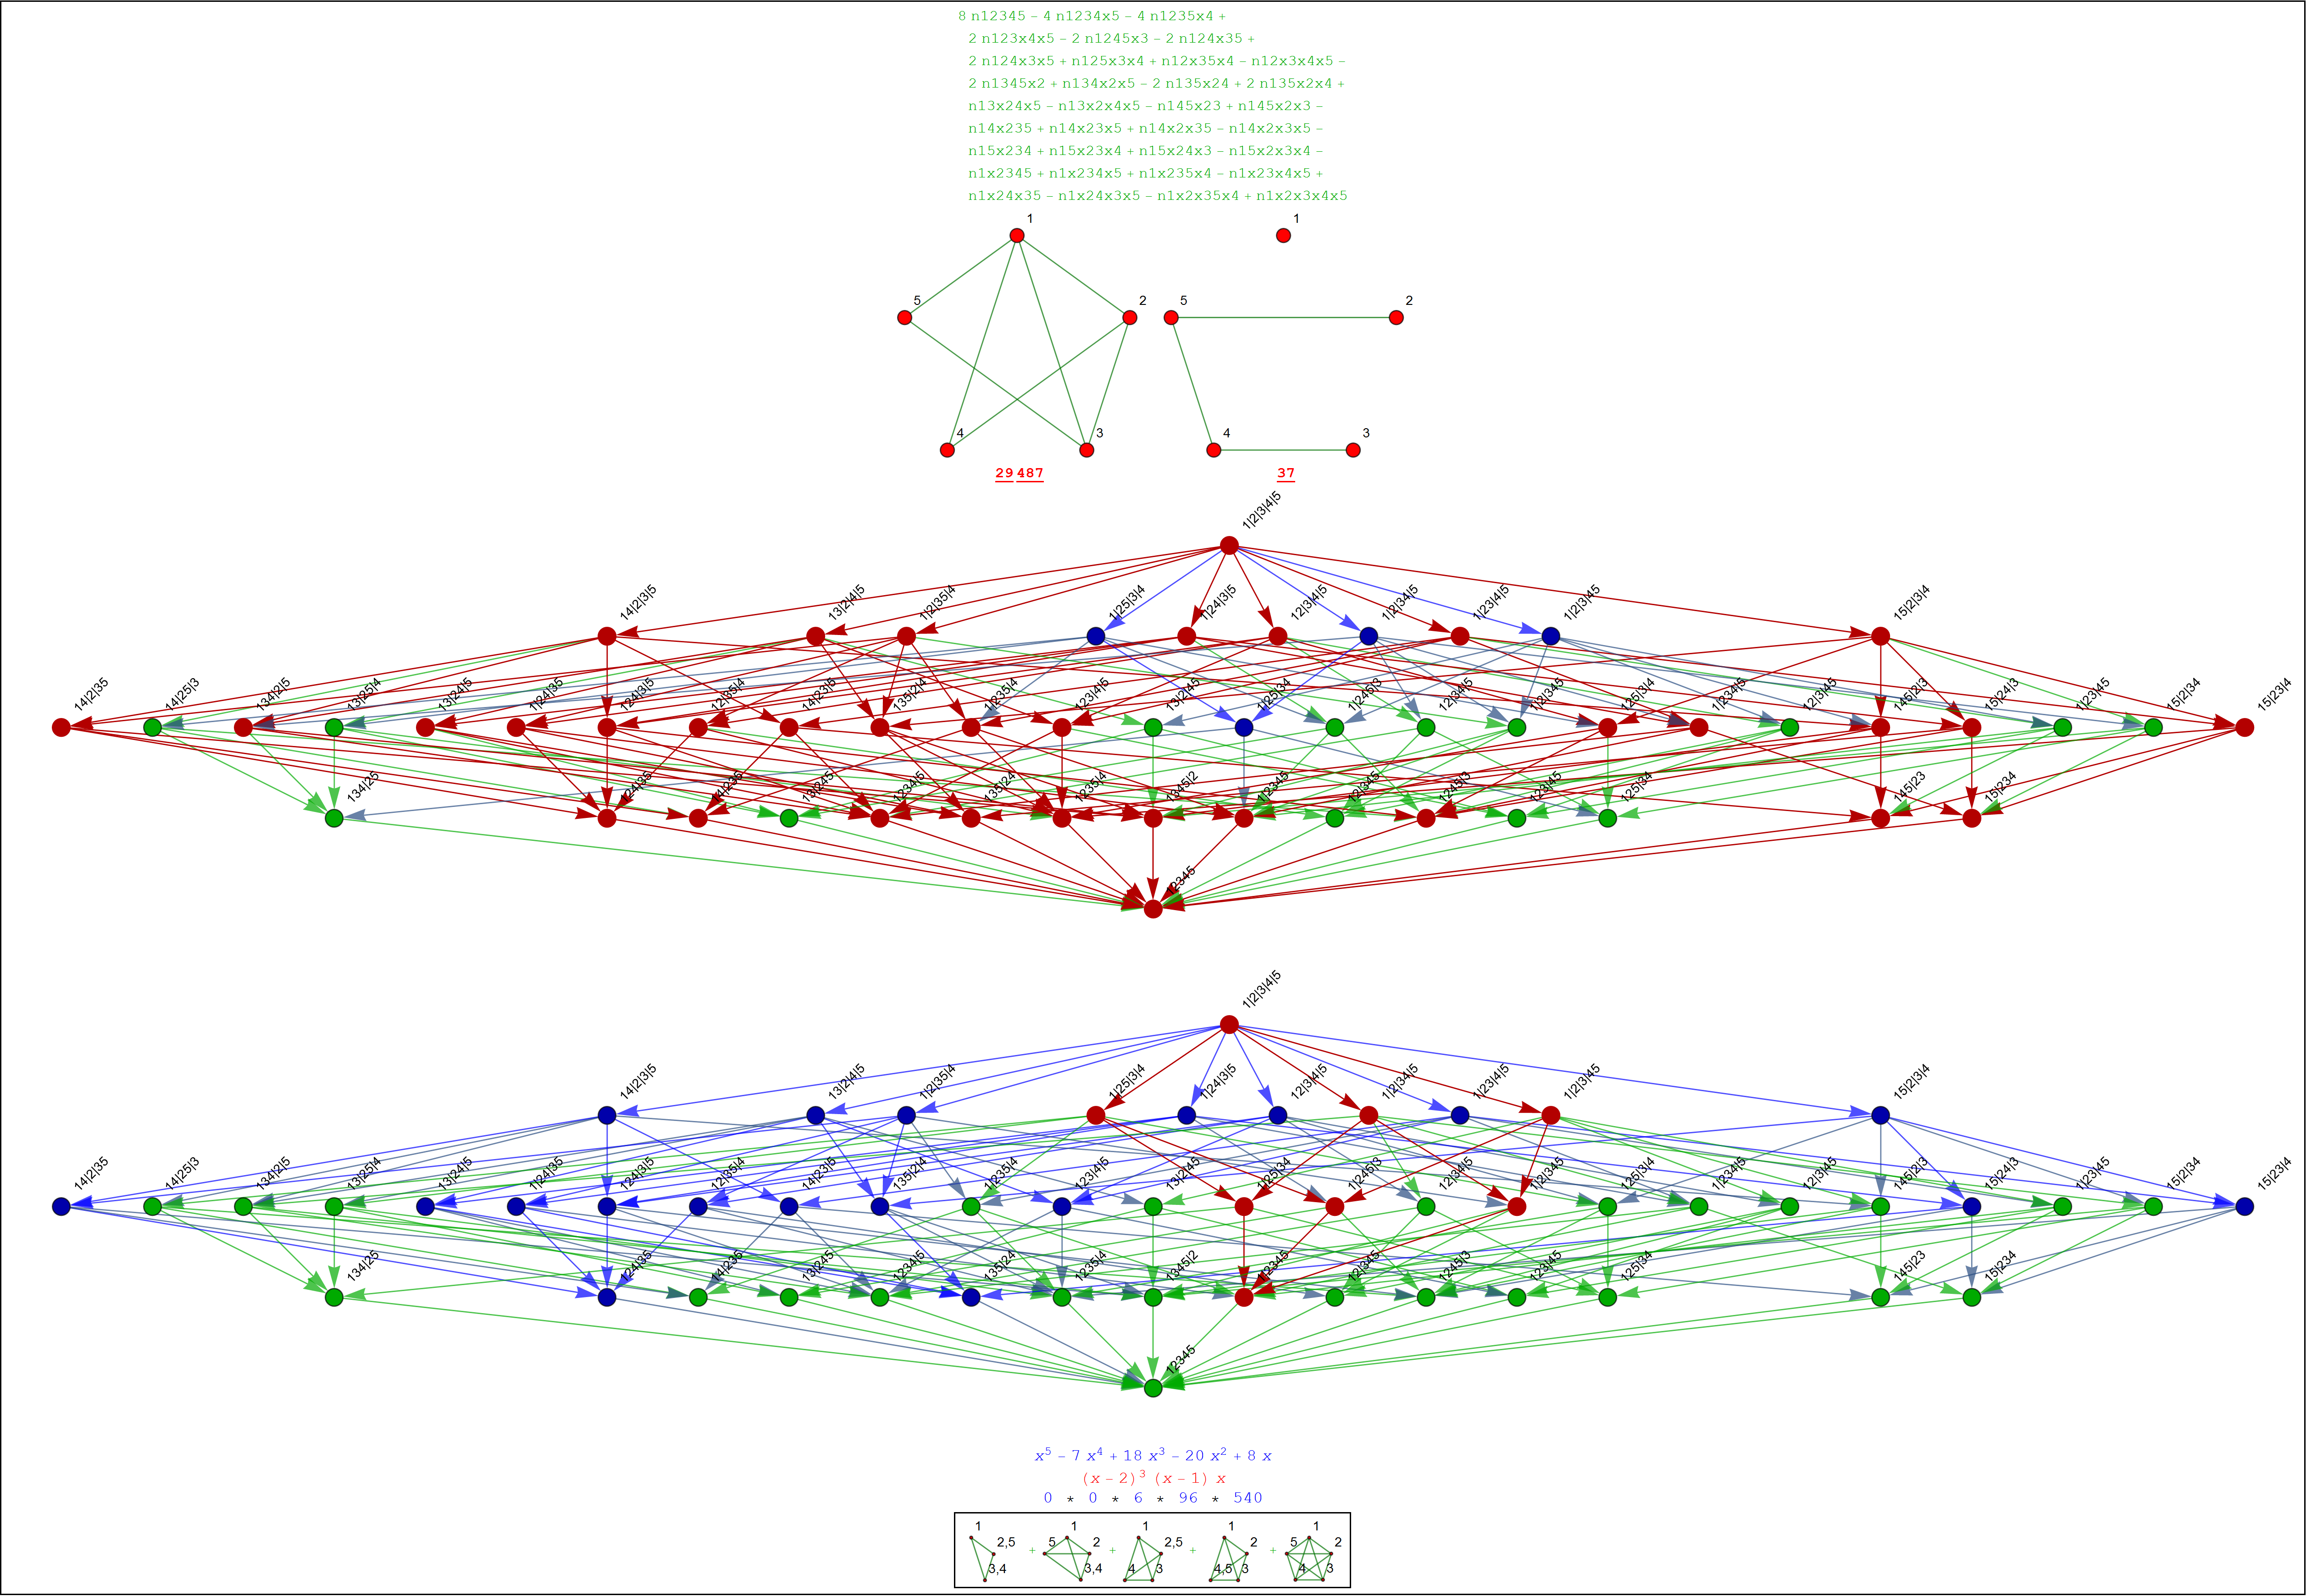 8 n12345 − 4 n1234x5 − 4 n1235x4 +
2 n123x4x5 − 2 n1245x3 − 2 n124x35 +
2 n124x3x5 + n125x3x4 + n12x35x4 − n12x3x4x5 −
2 n1345x2 + n134x2x5 − 2 n135x24 + 2 n135x2x4 +
n13x24x5 − n13x2x4x5 − n145x23 + n145x2x3 −
n14x235 + n14x23x5 + n14x2x35 − n14x2x3x5 −
n15x234 + n15x23x4 + n15x24x3 − n15x2x3x4 −
n1x2345 + n1x234x5 + n1x235x4 − n1x23x4x5 +
n1x24x35 − n1x24x3x5 − n1x2x35x4 + n1x2x3x4x5
1 1
5 2 5 2
4 3 4 3
29 487 37
1|2|3|4|5
14|2|3|5 13|2|4|5 1|2|35|4 1|25|3|4 1|24|3|5 12|3|4|5 1|2|34|5 1|23|4|5 1|2|3|45 15|2|3|4
14|2|35 14|25|3 134|2|5 13|25|4 13|24|5 1|24|35 124|3|5 12|35|4 14|23|5 135|2|4 1|235|4 123|4|5 13|2|45 1|25|34 1|245|3 12|34|5 1|2|345 125|3|4 1|234|5 12|3|45 145|2|3 15|24|3 1|23|45 15|2|34 15|23|4
134|25 124|35 14|235 13|245 1234|5 135|24 1235|4 1345|2 1|2345 12|345 1245|3 123|45 125|34 145|23 15|234
12345
1|2|3|4|5
14|2|3|5 13|2|4|5 1|2|35|4 1|25|3|4 1|24|3|5 12|3|4|5 1|2|34|5 1|23|4|5 1|2|3|45 15|2|3|4
14|2|35 14|25|3 134|2|5 13|25|4 13|24|5 1|24|35 124|3|5 12|35|4 14|23|5 135|2|4 1|235|4 123|4|5 13|2|45 1|25|34 1|245|3 12|34|5 1|2|345 125|3|4 1|234|5 12|3|45 145|2|3 15|24|3 1|23|45 15|2|34 15|23|4
134|25 124|35 14|235 13|245 1234|5 135|24 1235|4 1345|2 1|2345 12|345 1245|3 123|45 125|34 145|23 15|234
12345
x⁵ − 7 x⁴ + 18 x³ − 20 x² + 8 x
(x − 2)³ (x − 1) x
0 * 0 * 6 * 96 * 540
1 1 1 1 1
2,5 + 5 2 + 2,5 + 2 + 5 2
3,4 3,4 4 3 4,5 3 4 3